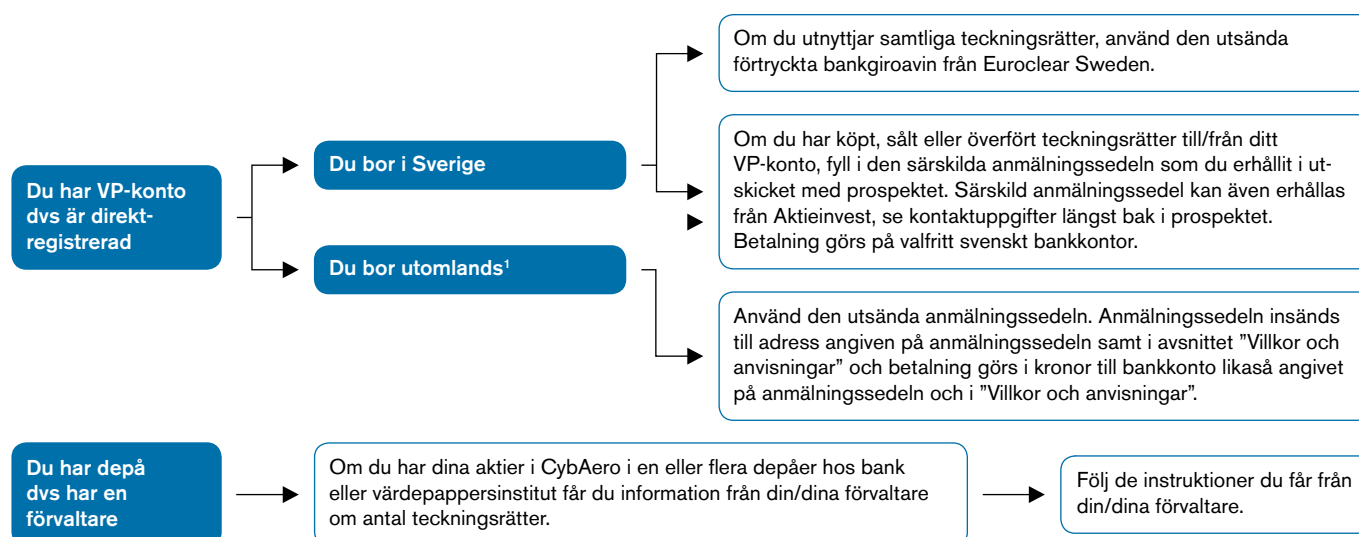 Om du utnyttjar samtliga teckningsrätter, använd den utsända
förtryckta bankgiroavin från Euroclear Sweden.
Du har VP-konto
dvs är direkt-
registrerad
Du bor i Sverige
Om du har köpt, sålt eller överfört teckningsrätter till/från ditt
VP-konto, fyll i den särskilda anmälningssedeln som du erhållit i ut-
skicket med prospektet. Särskild anmälningssedel kan även erhållas
från Aktieinvest, se kontaktuppgifter längst bak i prospektet.
Betalning görs på valfritt svenskt bankkontor.
Du bor utomlands¹
Använd den utsända anmälningssedeln. Anmälningssedeln insänds
till adress angiven på anmälningssedeln samt i avsnittet ”Villkor och
anvisningar” och betalning görs i kronor till bankkonto likaså angivet
på anmälningssedeln och i ”Villkor och anvisningar”.
Du har depå
dvs har en
förvaltare
Om du har dina aktier i CybAero i en eller flera depåer hos bank
eller värdepappersinstitut får du information från din/dina förvaltare
om antal teckningsrätter.
Följ de instruktioner du får från
din/dina förvaltare.